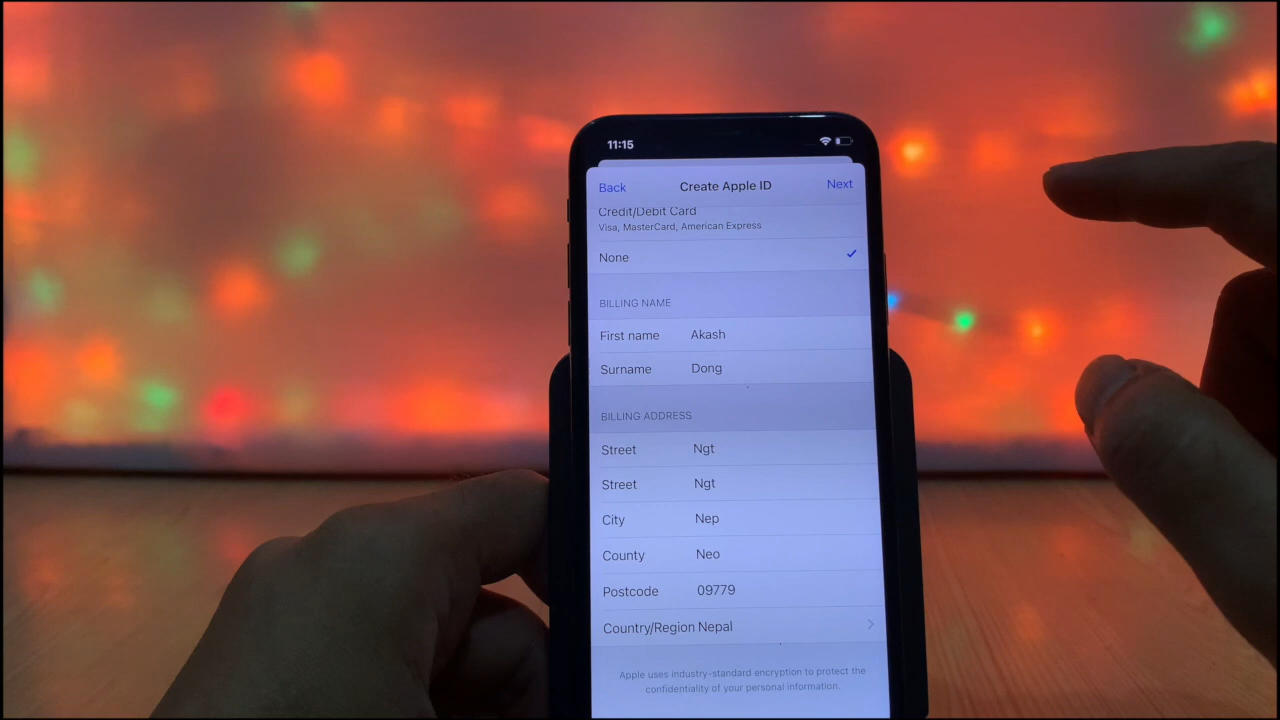 11:15
Back Create Apple ID Next
Credit/Debit Card
Visa, MasterCard, American Express
None
BILLING NAME
First name Akash
Surname Dong
BILLING ADDRESS
Street Ngt
Street Ngt
City Nep
County Neo
Postcode 09779
Country/Region Nepal
Apple uses industry-standard encryption to protect the
confidentiality of your personal information.